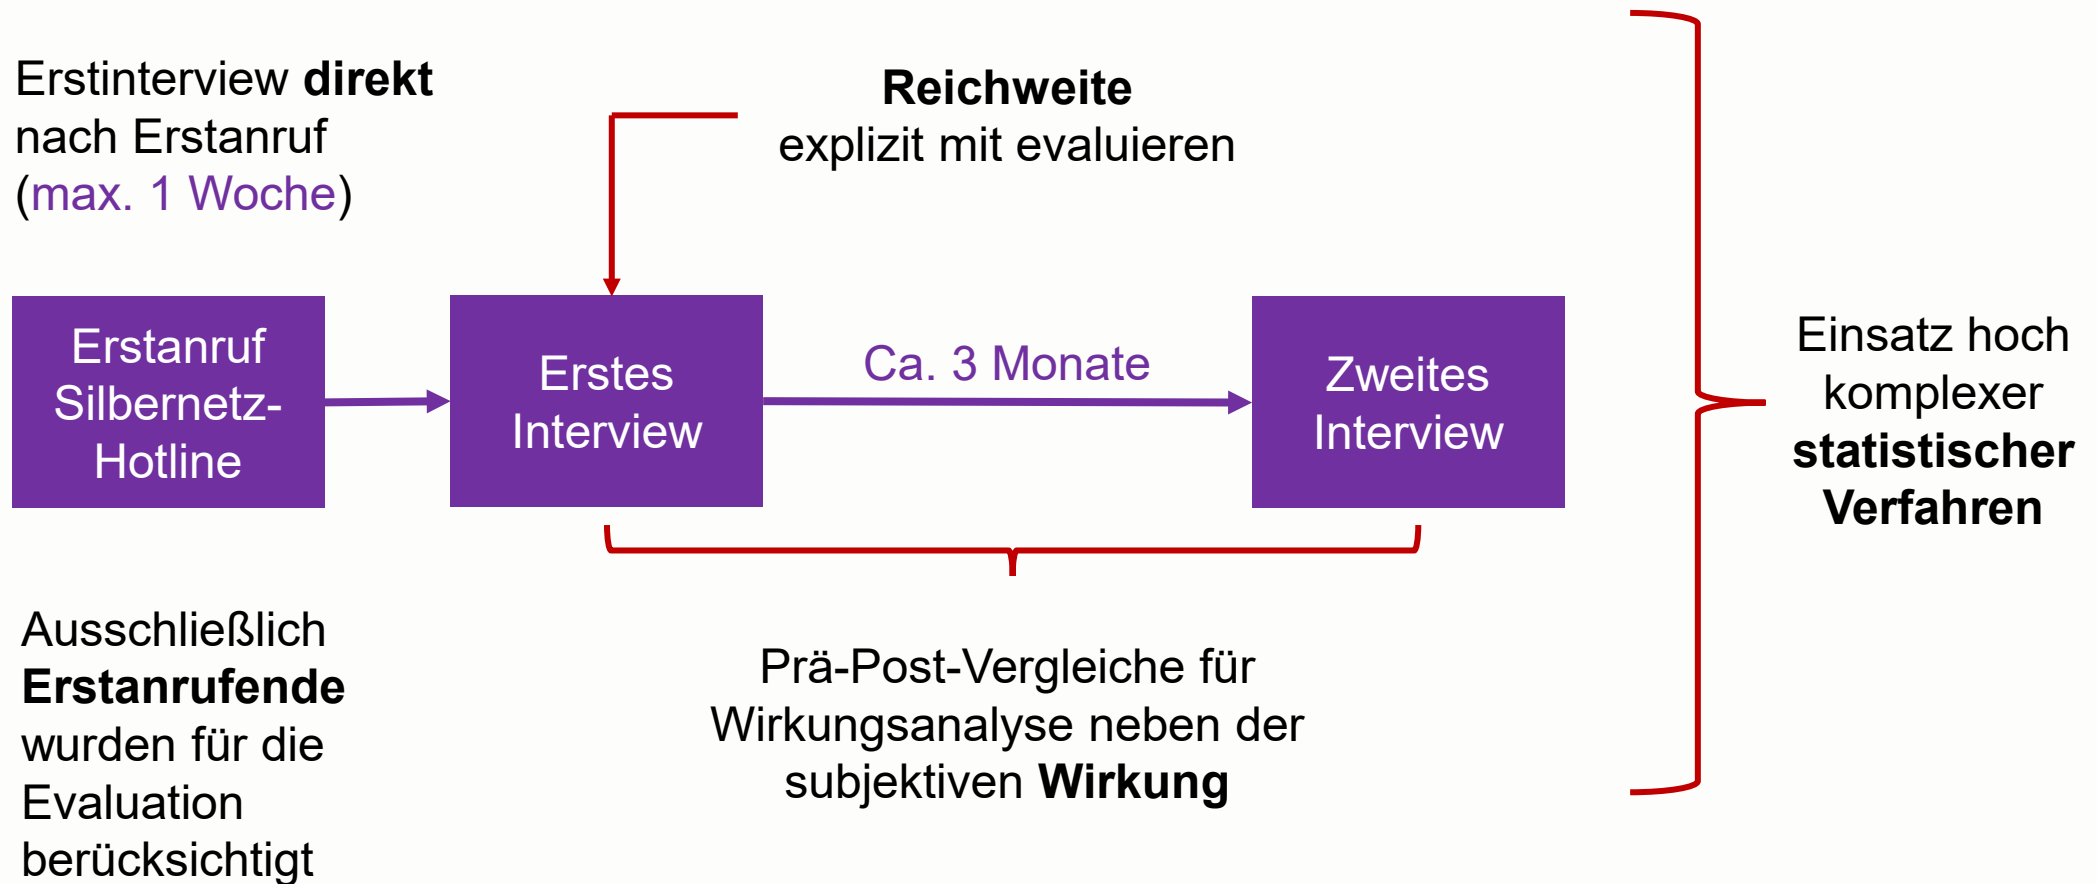 Erstinterview direkt
nach Erstanruf
(max. 1 Woche)
Reichweite
explizit mit evaluieren
Erstanruf
Silbernetz-
Hotline
Erstes
Interview
Ca. 3 Monate
Zweites
Interview
Einsatz hoch
komplexer
statistischer
Verfahren
Ausschließlich
Erstanrufende
wurden für die
Evaluation
berücksichtigt
Prä-Post-Vergleiche für
Wirkungsanalyse neben der
subjektiven Wirkung